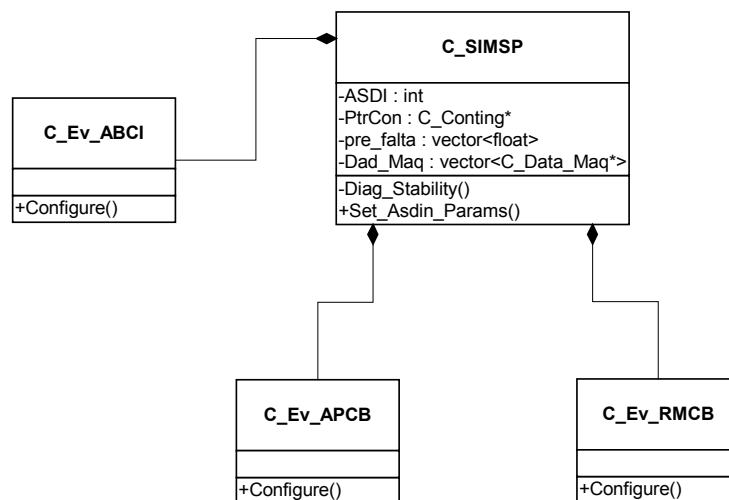 C_SIMSP
-ASDI : int
-PtrCon : C_Conting*
-pre_falta : vector<float>
-Dad_Maq : vector<C_Data_Maq*>
-Diag_Stability()
+Set_Asdin_Params()
C_Ev_ABCI
+Configure()
C_Ev_APCB
+Configure()
C_Ev_RMCB
+Configure()